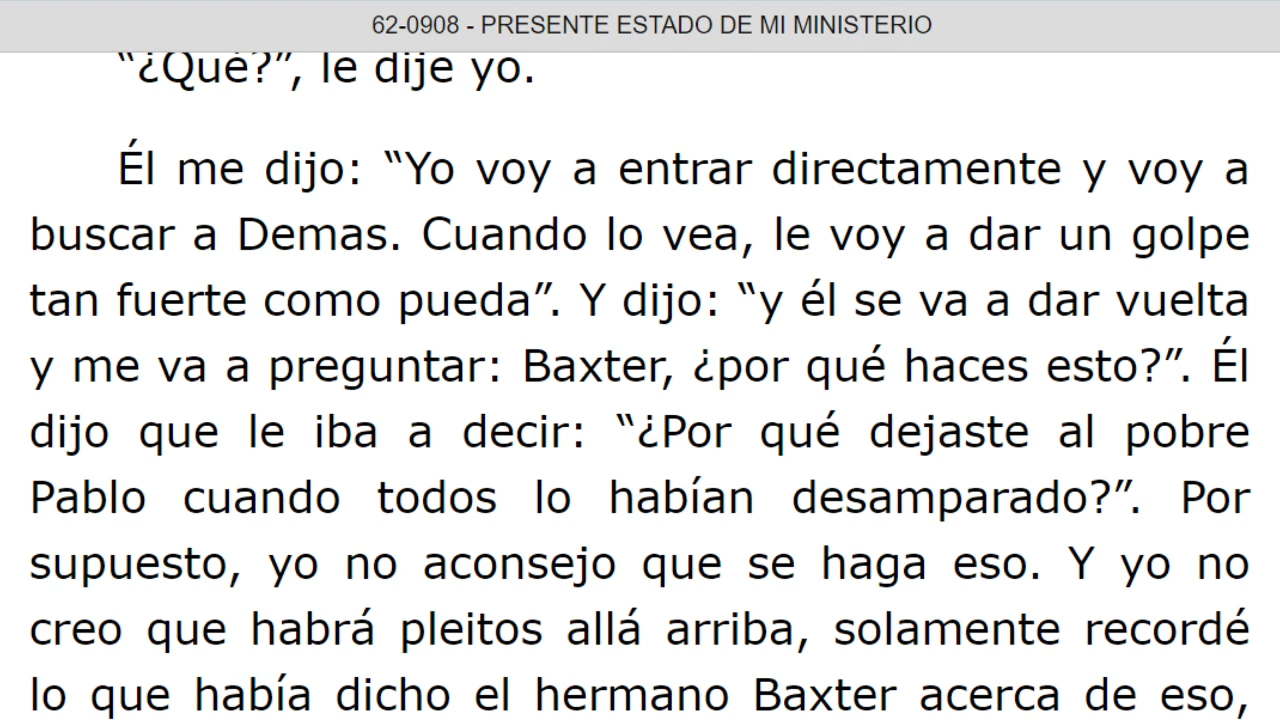 62-0908 - PRESENTE ESTADO DE MI MINISTERIO
“¿Qué?”, le dije yo.
Él me dijo: “Yo voy a entrar directamente y voy a
buscar a Demas. Cuando lo vea, le voy a dar un golpe
tan fuerte como pueda”. Y dijo: “y él se va a dar vuelta
y me va a preguntar: Baxter, ¿por qué haces esto?”. Él
dijo que le iba a decir: “¿Por qué dejaste al pobre
Pablo cuando todos lo habían desamparado?”. Por
supuesto, yo no aconsejo que se haga eso. Y yo no
creo que habrá pleitos allá arriba, solamente recordé
lo que había dicho el hermano Baxter acerca de eso,